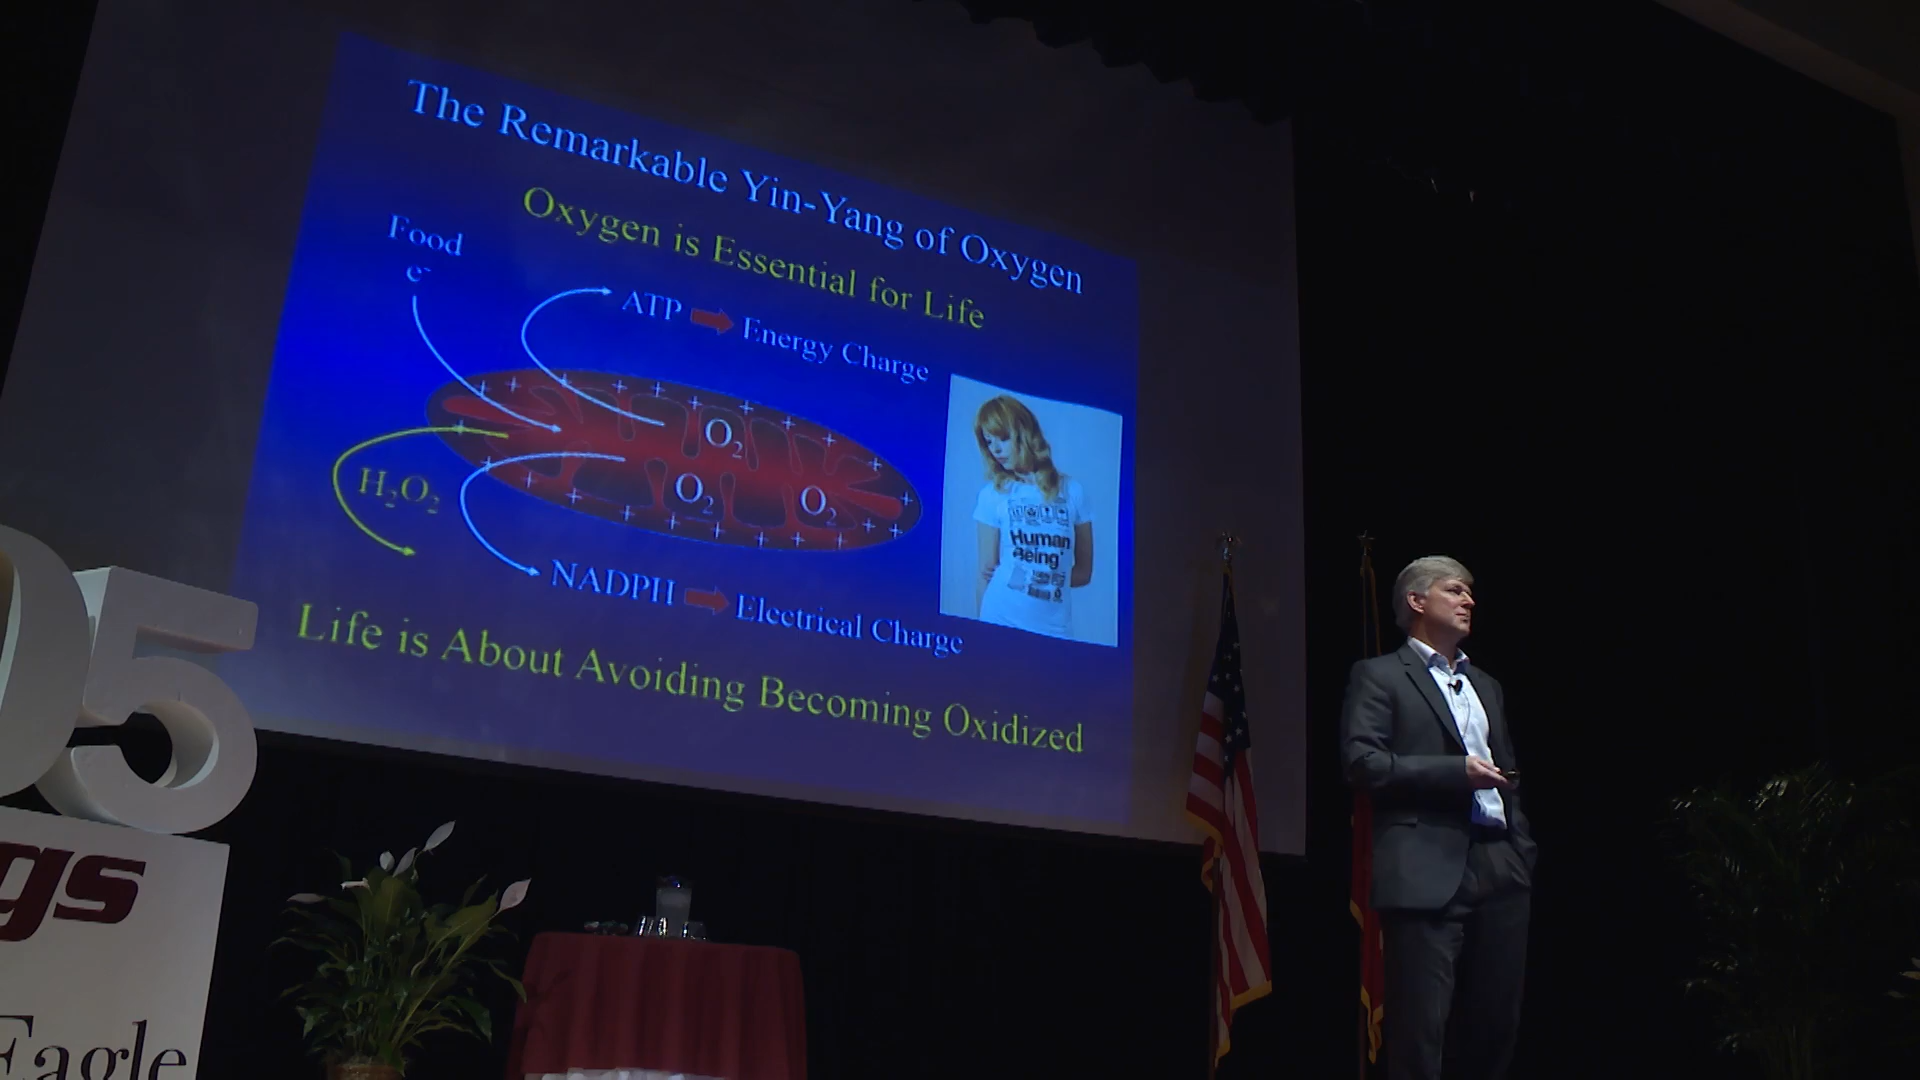 The Remarkable Yin-Yang of Oxygen
Oxygen is Essential for Life
Food
e-
ATP
Energy Charge
O2
O2
O2
H2O2
NADPH
Electrical Charge
Human
Being
Life is About Avoiding Becoming Oxidized
5
gs
Eagle